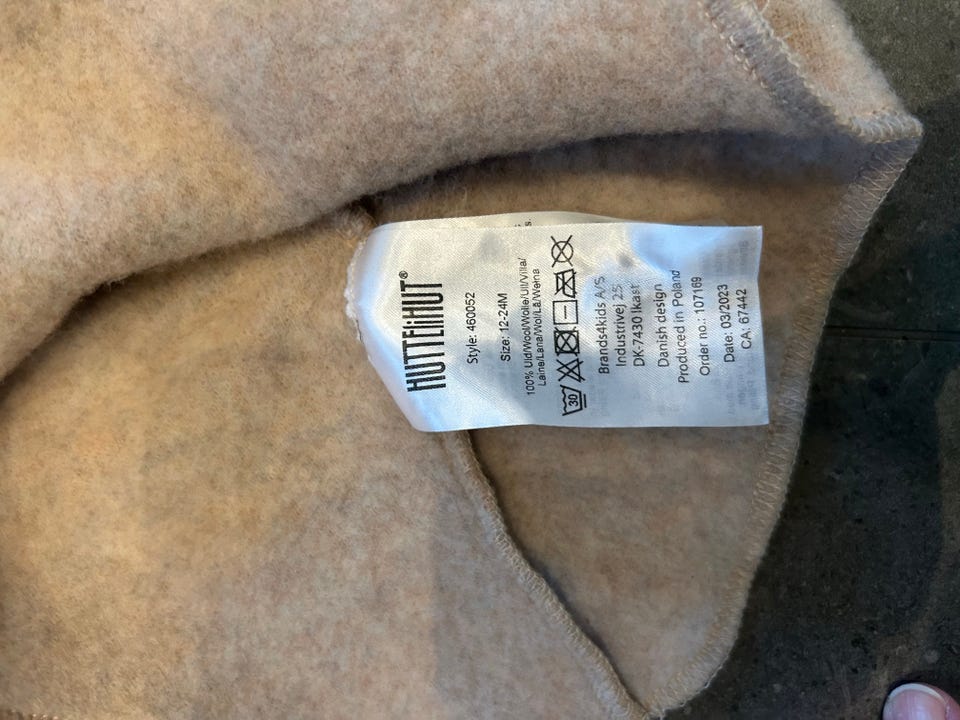 HUTTEliHUT®
Style: 460052
Size: 12-24M
100% Uld/Wool/Wolle/Ull/Villa/
Laine/Lana/Wol/Lã/Wełna
30
Brands4kids A/S
Industrivej 25
DK-7430 Ikast
Danish design
Produced in Poland
Order no.: 107169
Date: 03/2023
CA: 67442